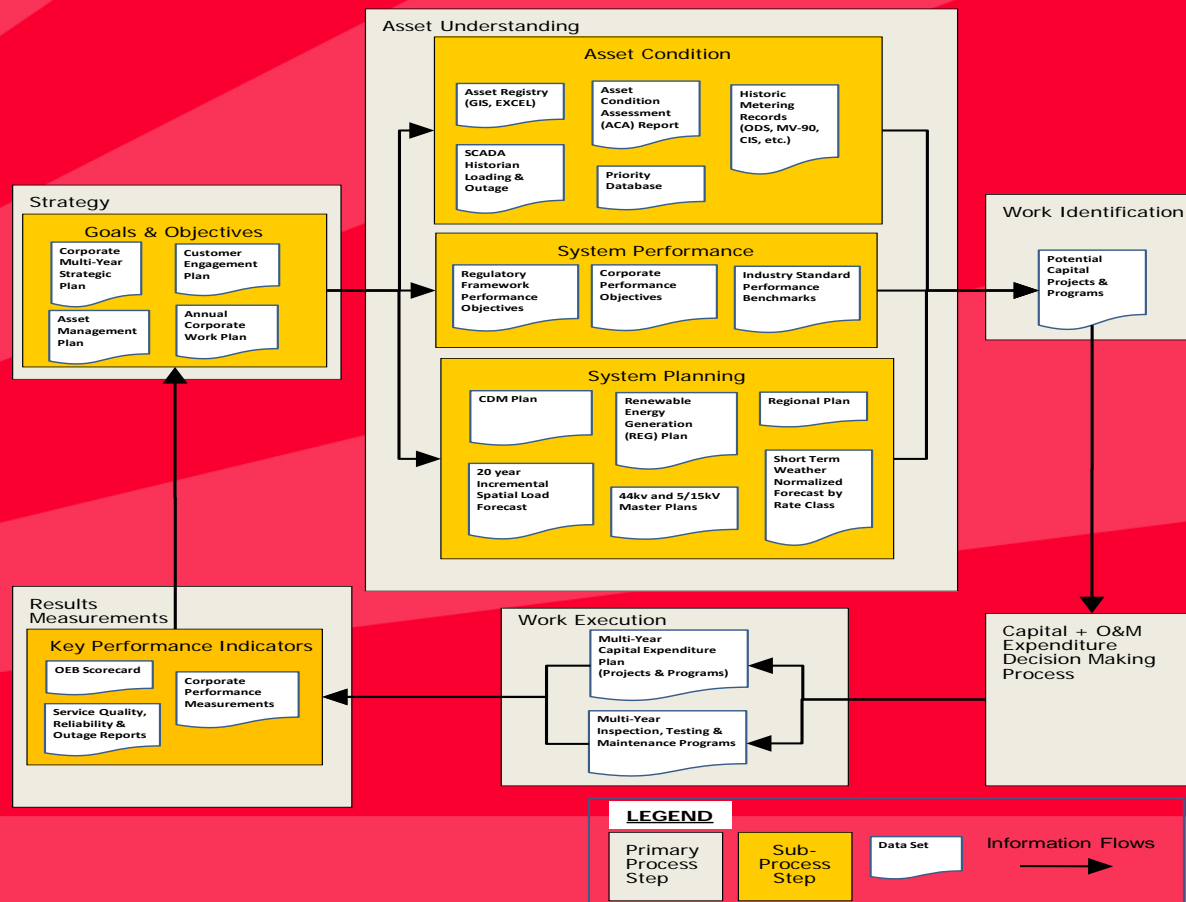 Asset Understanding
Asset Condition
Asset Registry
(GIS, EXCEL)
Asset
Condition
Assessment
(ACA) Report
Historic
Metering
Records
(ODS, MV-90,
CIS, etc.)
SCADA
Historian
Loading &
Outage
Priority
Database
Strategy
Goals & Objectives
Corporate
Multi-Year
Strategic
Plan
Customer
Engagement
Plan
Asset
Management
Plan
Annual
Corporate
Work Plan
System Performance
Regulatory
Framework
Performance
Objectives
Corporate
Performance
Objectives
Industry Standard
Performance
Benchmarks
Work Identification
Potential
Capital
Projects &
Programs
System Planning
CDM Plan
Renewable
Energy
Generation
(REG) Plan
Regional Plan
20 year
Incremental
Spatial Load
Forecast
44kv and 5/15kV
Master Plans
Short Term
Weather
Normalized
Forecast by
Rate Class
Results
Measurements
Key Performance Indicators
OEB Scorecard
Corporate
Performance
Measurements
Service Quality,
Reliability &
Outage Reports
Work Execution
Multi-Year
Capital Expenditure
Plan
(Projects & Programs)
Multi-Year
Inspection, Testing &
Maintenance Programs
Capital + O&M
Expenditure
Decision Making
Process
LEGEND
Primary
Process
Step
Sub-
Process
Step
Data Set
Information Flows